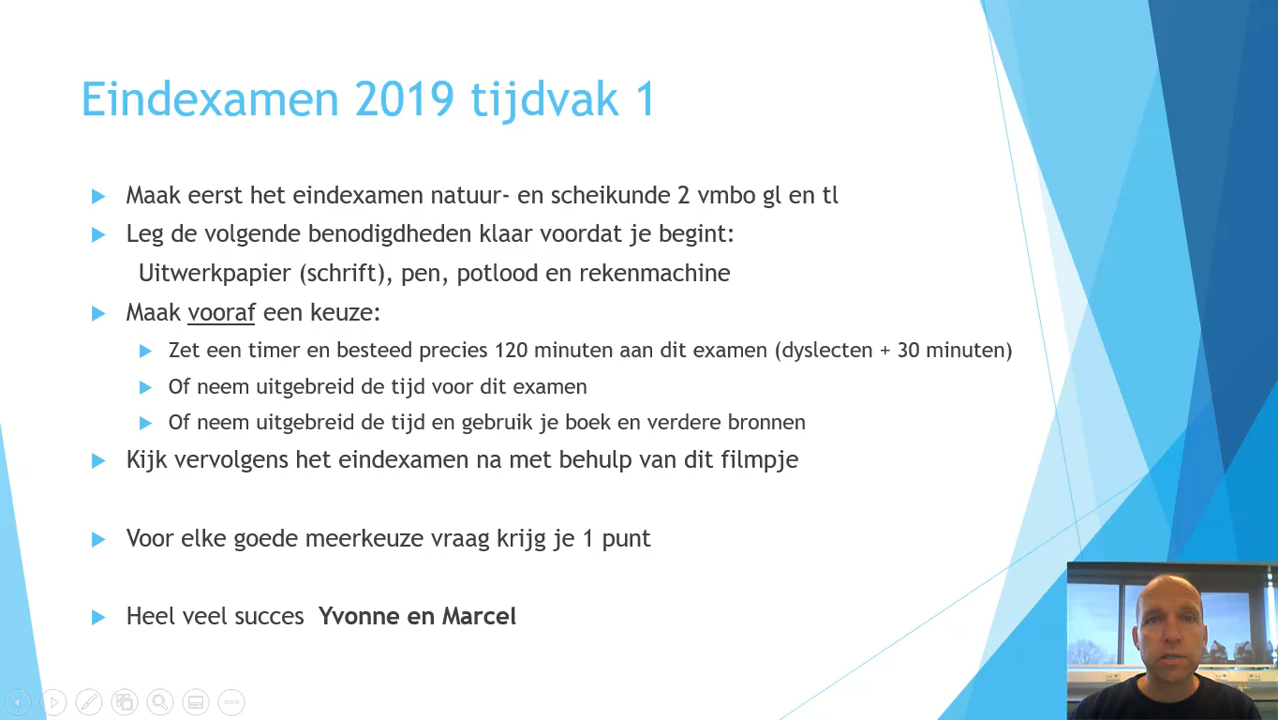 Eindexamen 2019 tijdvak 1
Maak eerst het eindexamen natuur- en scheikunde 2 vmbo gl en tl
Leg de volgende benodigdheden klaar voordat je begint:
Uitwerkpapier (schrift), pen, potlood en rekenmachine
Maak vooraf een keuze:
Zet een timer en besteed precies 120 minuten aan dit examen (dyslecten + 30 minuten)
Of neem uitgebreid de tijd voor dit examen
Of neem uitgebreid de tijd en gebruik je boek en verdere bronnen
Kijk vervolgens het eindexamen na met behulp van dit filmpje
Voor elke goede meerkeuze vraag krijg je 1 punt
Heel veel succes Yvonne en Marcel